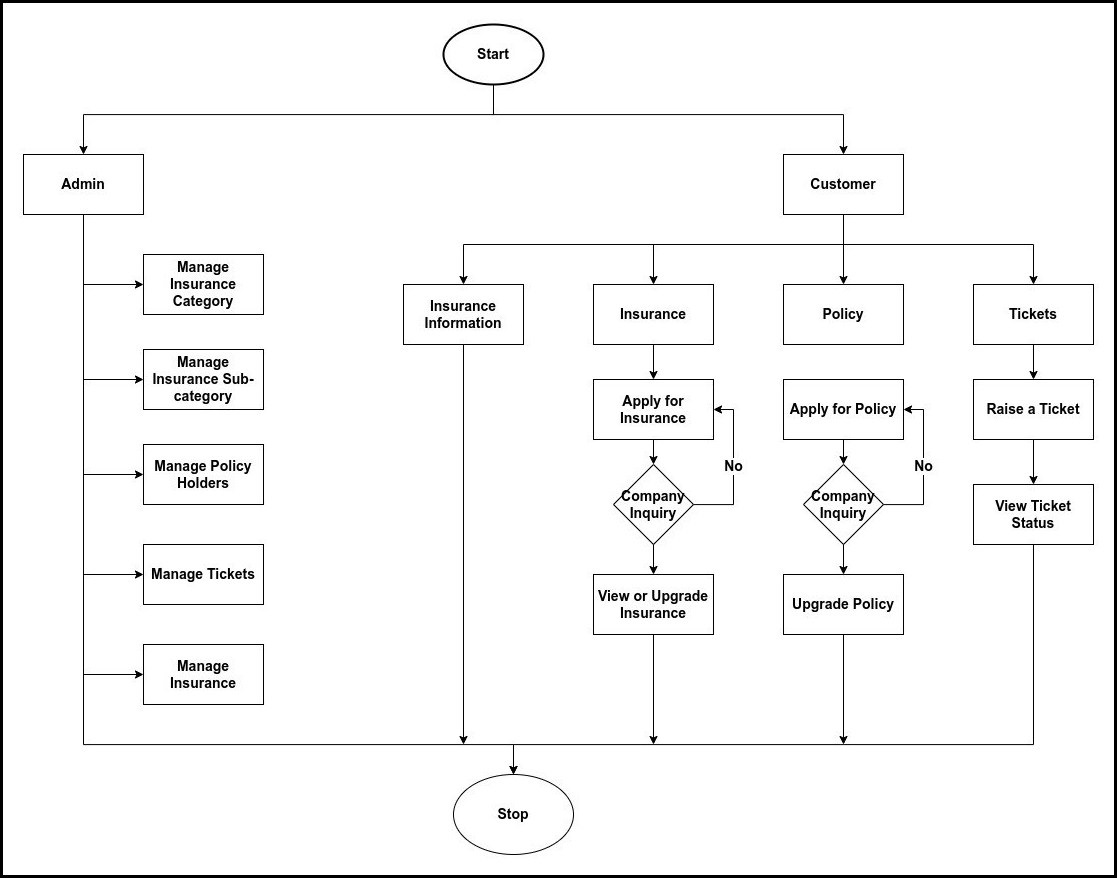 Start
Admin
Customer
Manage
Insurance
Category
Insurance
Information
Insurance
Policy
Tickets
Manage
Insurance Sub-
category
Apply for
Insurance
Apply for Policy
Raise a Ticket
Manage Policy
Holders
No
No
Company
Inquiry
Company
Inquiry
View Ticket
Status
Manage Tickets
View or Upgrade
Insurance
Upgrade Policy
Manage
Insurance
Stop